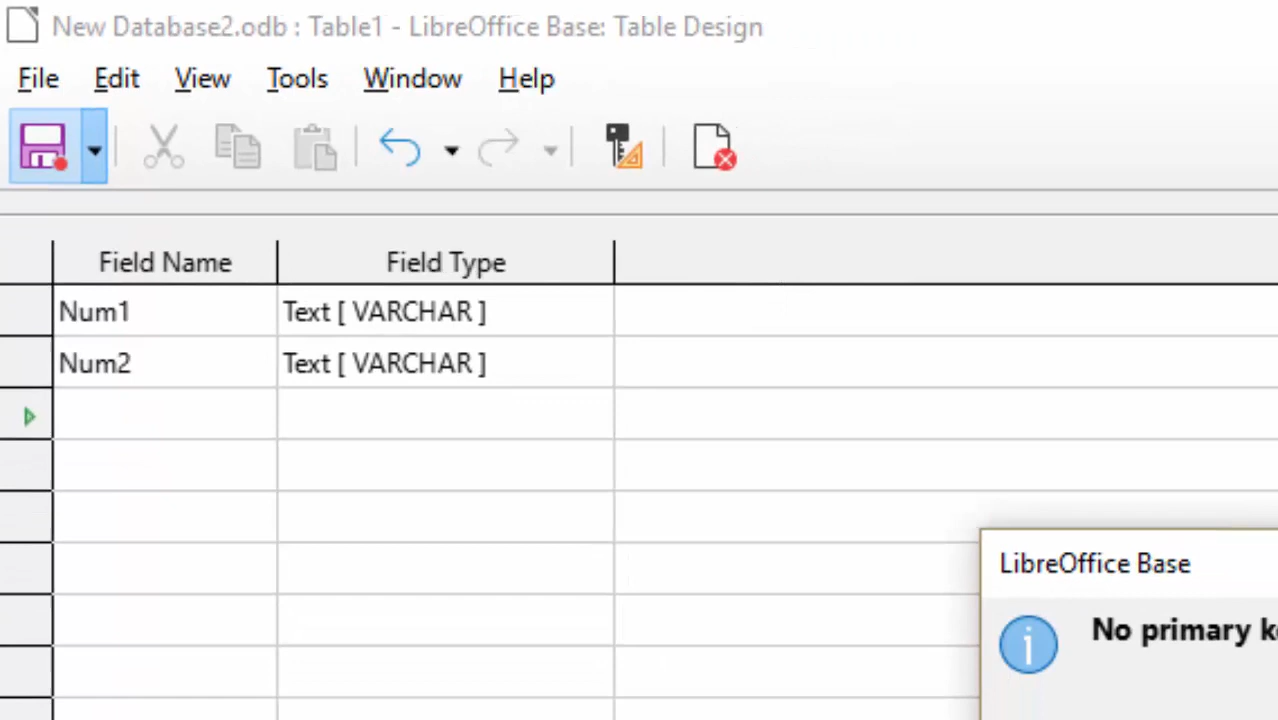 New Database2.odb : Table1 - LibreOffice Base: Table Design
File Edit View Tools Window Help
Field Name Field Type
Num1 Text [ VARCHAR ]
Num2 Text [ VARCHAR ]
LibreOffice Base
No primary